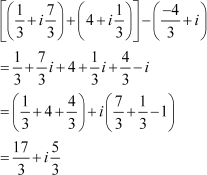 [(1/3 + i 7/3) + (4 + i 1/3)] − (−4/3 + i)
= 1/3 + 7/3 i + 4 + 1/3 i + 4/3 − i
= (1/3 + 4 + 4/3) + i(7/3 + 1/3 − 1)
= 17/3 + i 5/3